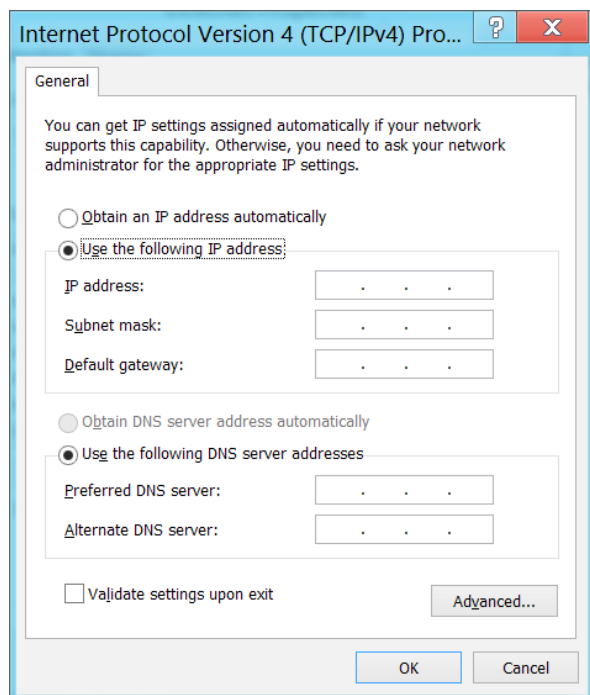 Internet Protocol Version 4 (TCP/IPv4) Pro...
? X
General
You can get IP settings assigned automatically if your network
supports this capability. Otherwise, you need to ask your network
administrator for the appropriate IP settings.
Obtain an IP address automatically
Use the following IP address
IP address: . . .
Subnet mask: . . .
Default gateway: . . .
Obtain DNS server address automatically
Use the following DNS server addresses
Preferred DNS server: . . .
Alternate DNS server: . . .
Validate settings upon exit
Advanced...
OK Cancel